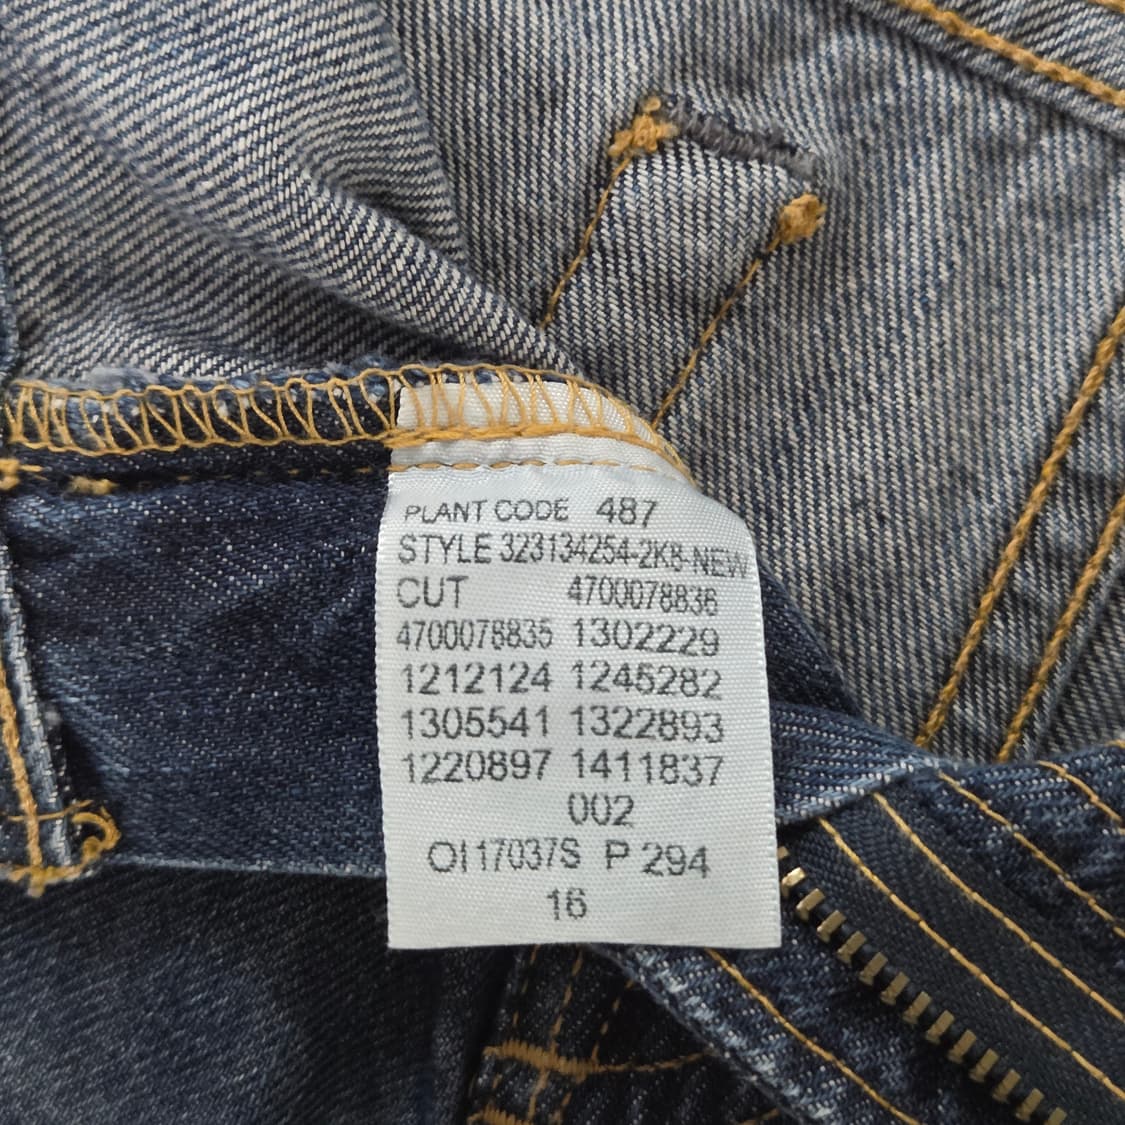 PLANT CODE 487
STYLE 323134254-2KB-NEW
CUT 4700078836
4700078835 1302229
1212124 1245282
1305541 1322893
1220897 1411837
002
OI17037S P 294
16